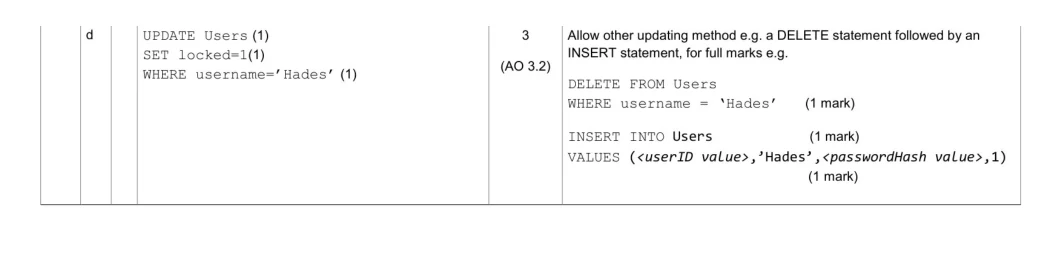 d
UPDATE Users (1)
SET locked=1(1)
WHERE username=’Hades’ (1)
3
(AO 3.2)
Allow other updating method e.g. a DELETE statement followed by an
INSERT statement, for full marks e.g.
DELETE FROM Users
WHERE username = ‘Hades’ (1 mark)
INSERT INTO Users (1 mark)
VALUES (<userID value>,’Hades’,<passwordHash value>,1)
(1 mark)